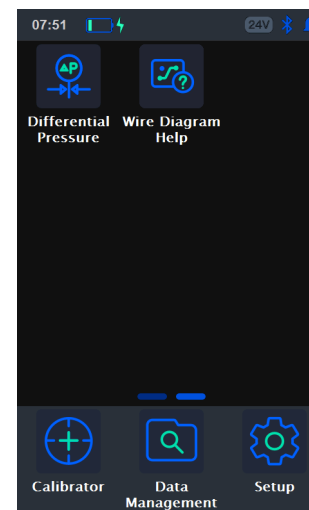 07:51 24V
Differential Wire Diagram
Pressure Help
ΔP
?
Calibrator Data Setup
Management